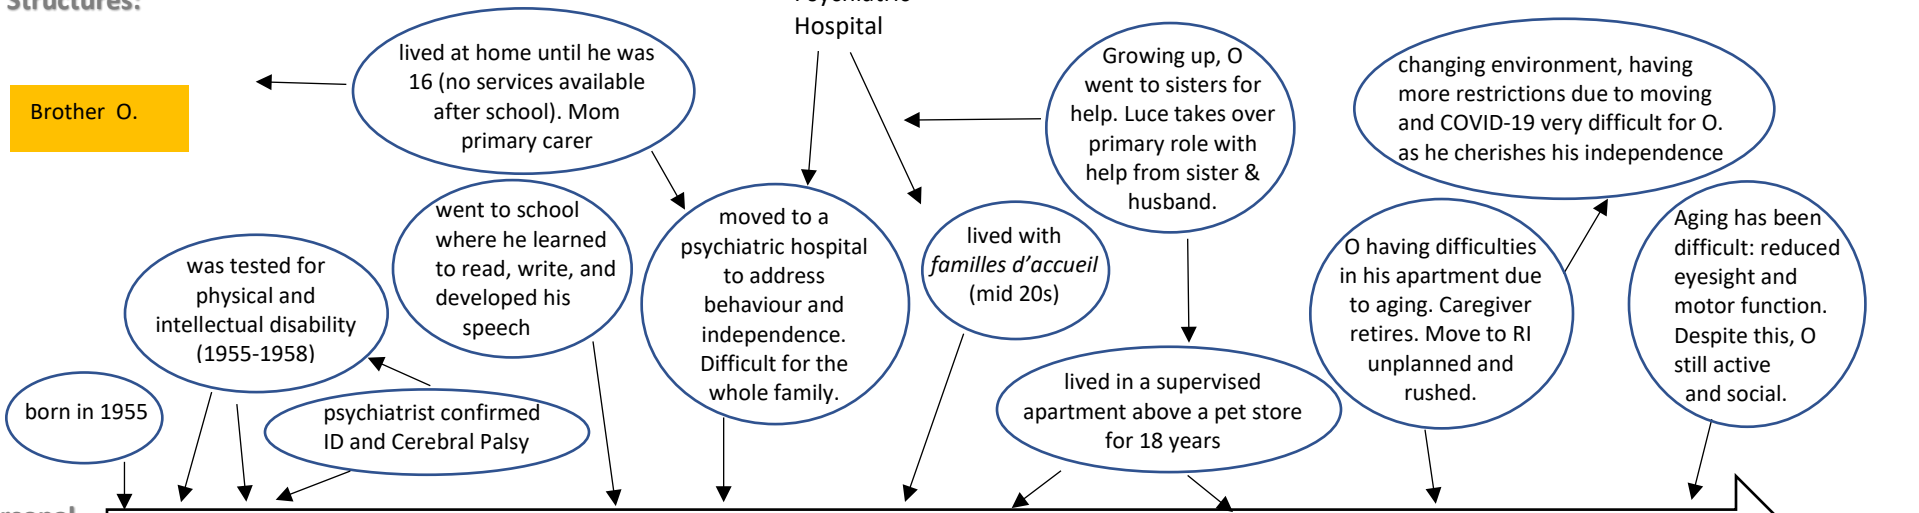 Structures:
Hospital
Brother O.
lived at home until he was
16 (no services available
after school). Mom
primary carer
Growing up, O
went to sisters for
help. Luce takes over
primary role with
help from sister &
husband.
changing environment, having
more restrictions due to moving
and COVID-19 very difficult for O.
as he cherishes his independence
went to school
where he learned
to read, write, and
developed his
speech
moved to a
psychiatric hospital
to address
behaviour and
independence.
Difficult for the
whole family.
lived with
familles d’accueil
(mid 20s)
O having difficulties
in his apartment due
to aging. Caregiver
retires. Move to RI
unplanned and
rushed.
Aging has been
difficult: reduced
eyesight and
motor function.
Despite this, O
still active
and social.
was tested for
physical and
intellectual disability
(1955-1958)
born in 1955
psychiatrist confirmed
ID and Cerebral Palsy
lived in a supervised
apartment above a pet store
for 18 years